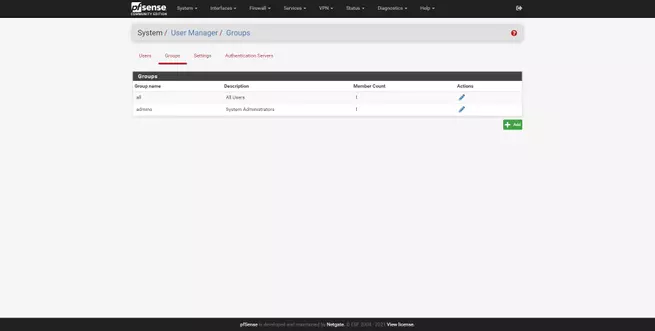 pfsense
COMMUNITY EDITION
System Interfaces Firewall Services VPN Status Diagnostics Help
System / User Manager / Groups
Users Groups Settings Authentication Servers
Groups
Group name Description Member Count Actions
all All Users 1
admins System Administrators 1
+ Add
pfSense is developed and maintained by Netgate. © ESF 2004 - 2021 View license.